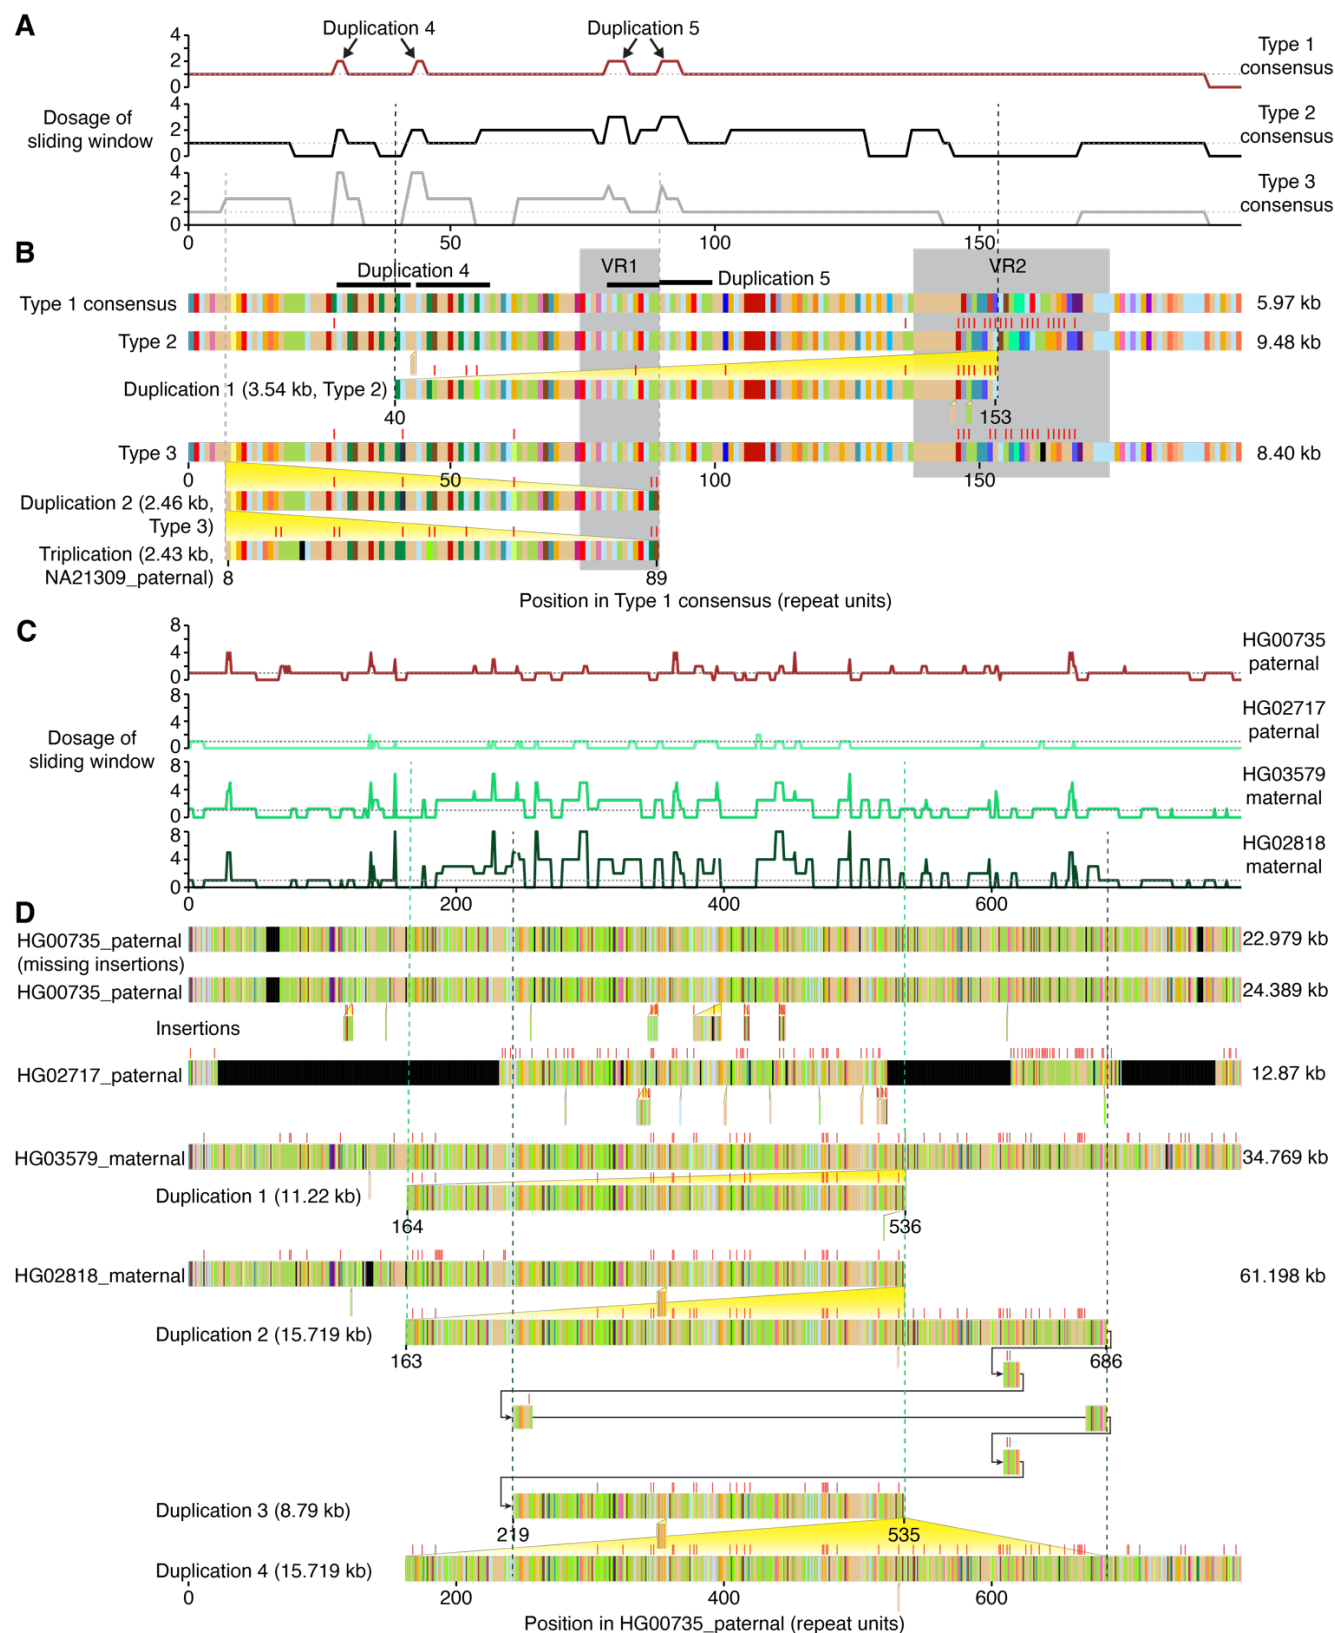 A
Duplication 4
Duplication 5
4
2
0
Type 1
consensus
Dosage of
sliding window
4
2
0
Type 2
consensus
4
2
0
Type 3
consensus
0 50 100 150
B
Duplication 4
VR1
Duplication 5
VR2
Type 1 consensus
5.97 kb
Type 2
9.48 kb
Duplication 1 (3.54 kb, Type 2)
40
153
Type 3
8.40 kb
0 50 100 150
Duplication 2 (2.46 kb,
Type 3)
Triplication (2.43 kb,
NA21309_paternal)
8
89
Position in Type 1 consensus (repeat units)
C
8
4
0
HG00735
paternal
Dosage of
sliding window
8
4
0
HG02717
paternal
8
4
0
HG03579
maternal
8
4
0
HG02818
maternal
0 200 400 600
D
HG00735_paternal
(missing insertions)
22.979 kb
HG00735_paternal
24.389 kb
Insertions
HG02717_paternal
12.87 kb
HG03579_maternal
34.769 kb
Duplication 1 (11.22 kb)
164
536
HG02818_maternal
61.198 kb
Duplication 2 (15.719 kb)
163
686
Duplication 3 (8.79 kb)
219
535
Duplication 4 (15.719 kb)
0 200 400 600
Position in HG00735_paternal (repeat units)